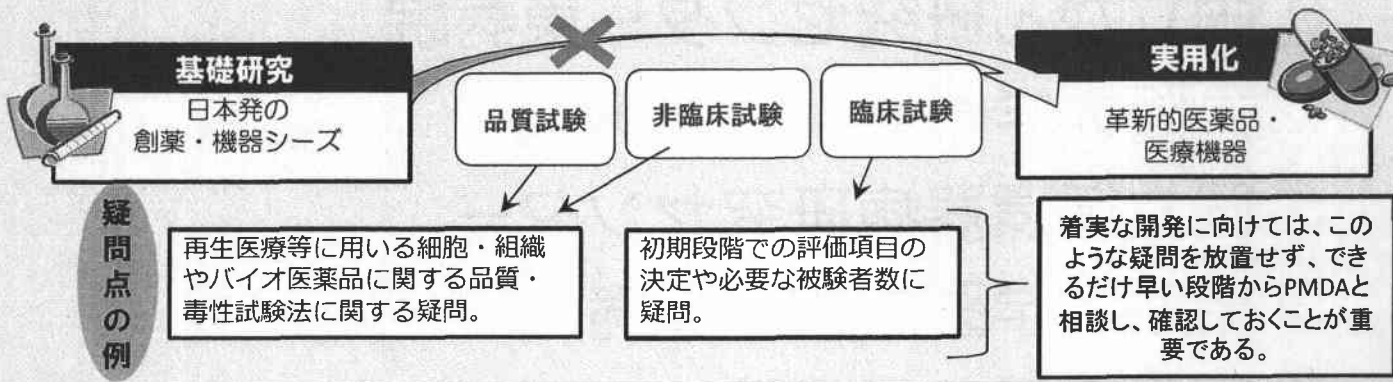 基礎研究
日本発の
創薬・機器シーズ
品質試験
非臨床試験
臨床試験
実用化
革新的医薬品・
医療機器
疑問点の例
再生医療等に用いる細胞・組織
やバイオ医薬品に関する品質・
毒性試験法に関する疑問。
初期段階での評価項目の
決定や必要な被験者数に
疑問。
着実な開発に向けては、この
ような疑問を放置せず、でき
るだけ早い段階からPMDAと
相談し、確認しておくことが重
要である。